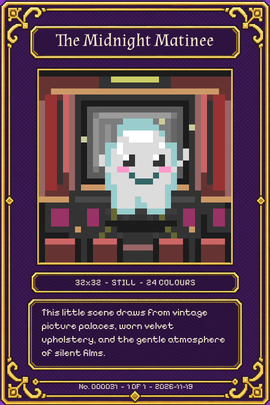 The Midnight Matinee
32x32 - STILL - 24 COLOURS
This little scene draws from vintage
picture palaces, worn velvet
upholstery, and the gentle atmosphere
of silent films.
No. 000031 - 1 OF 1 - 2026-11-19